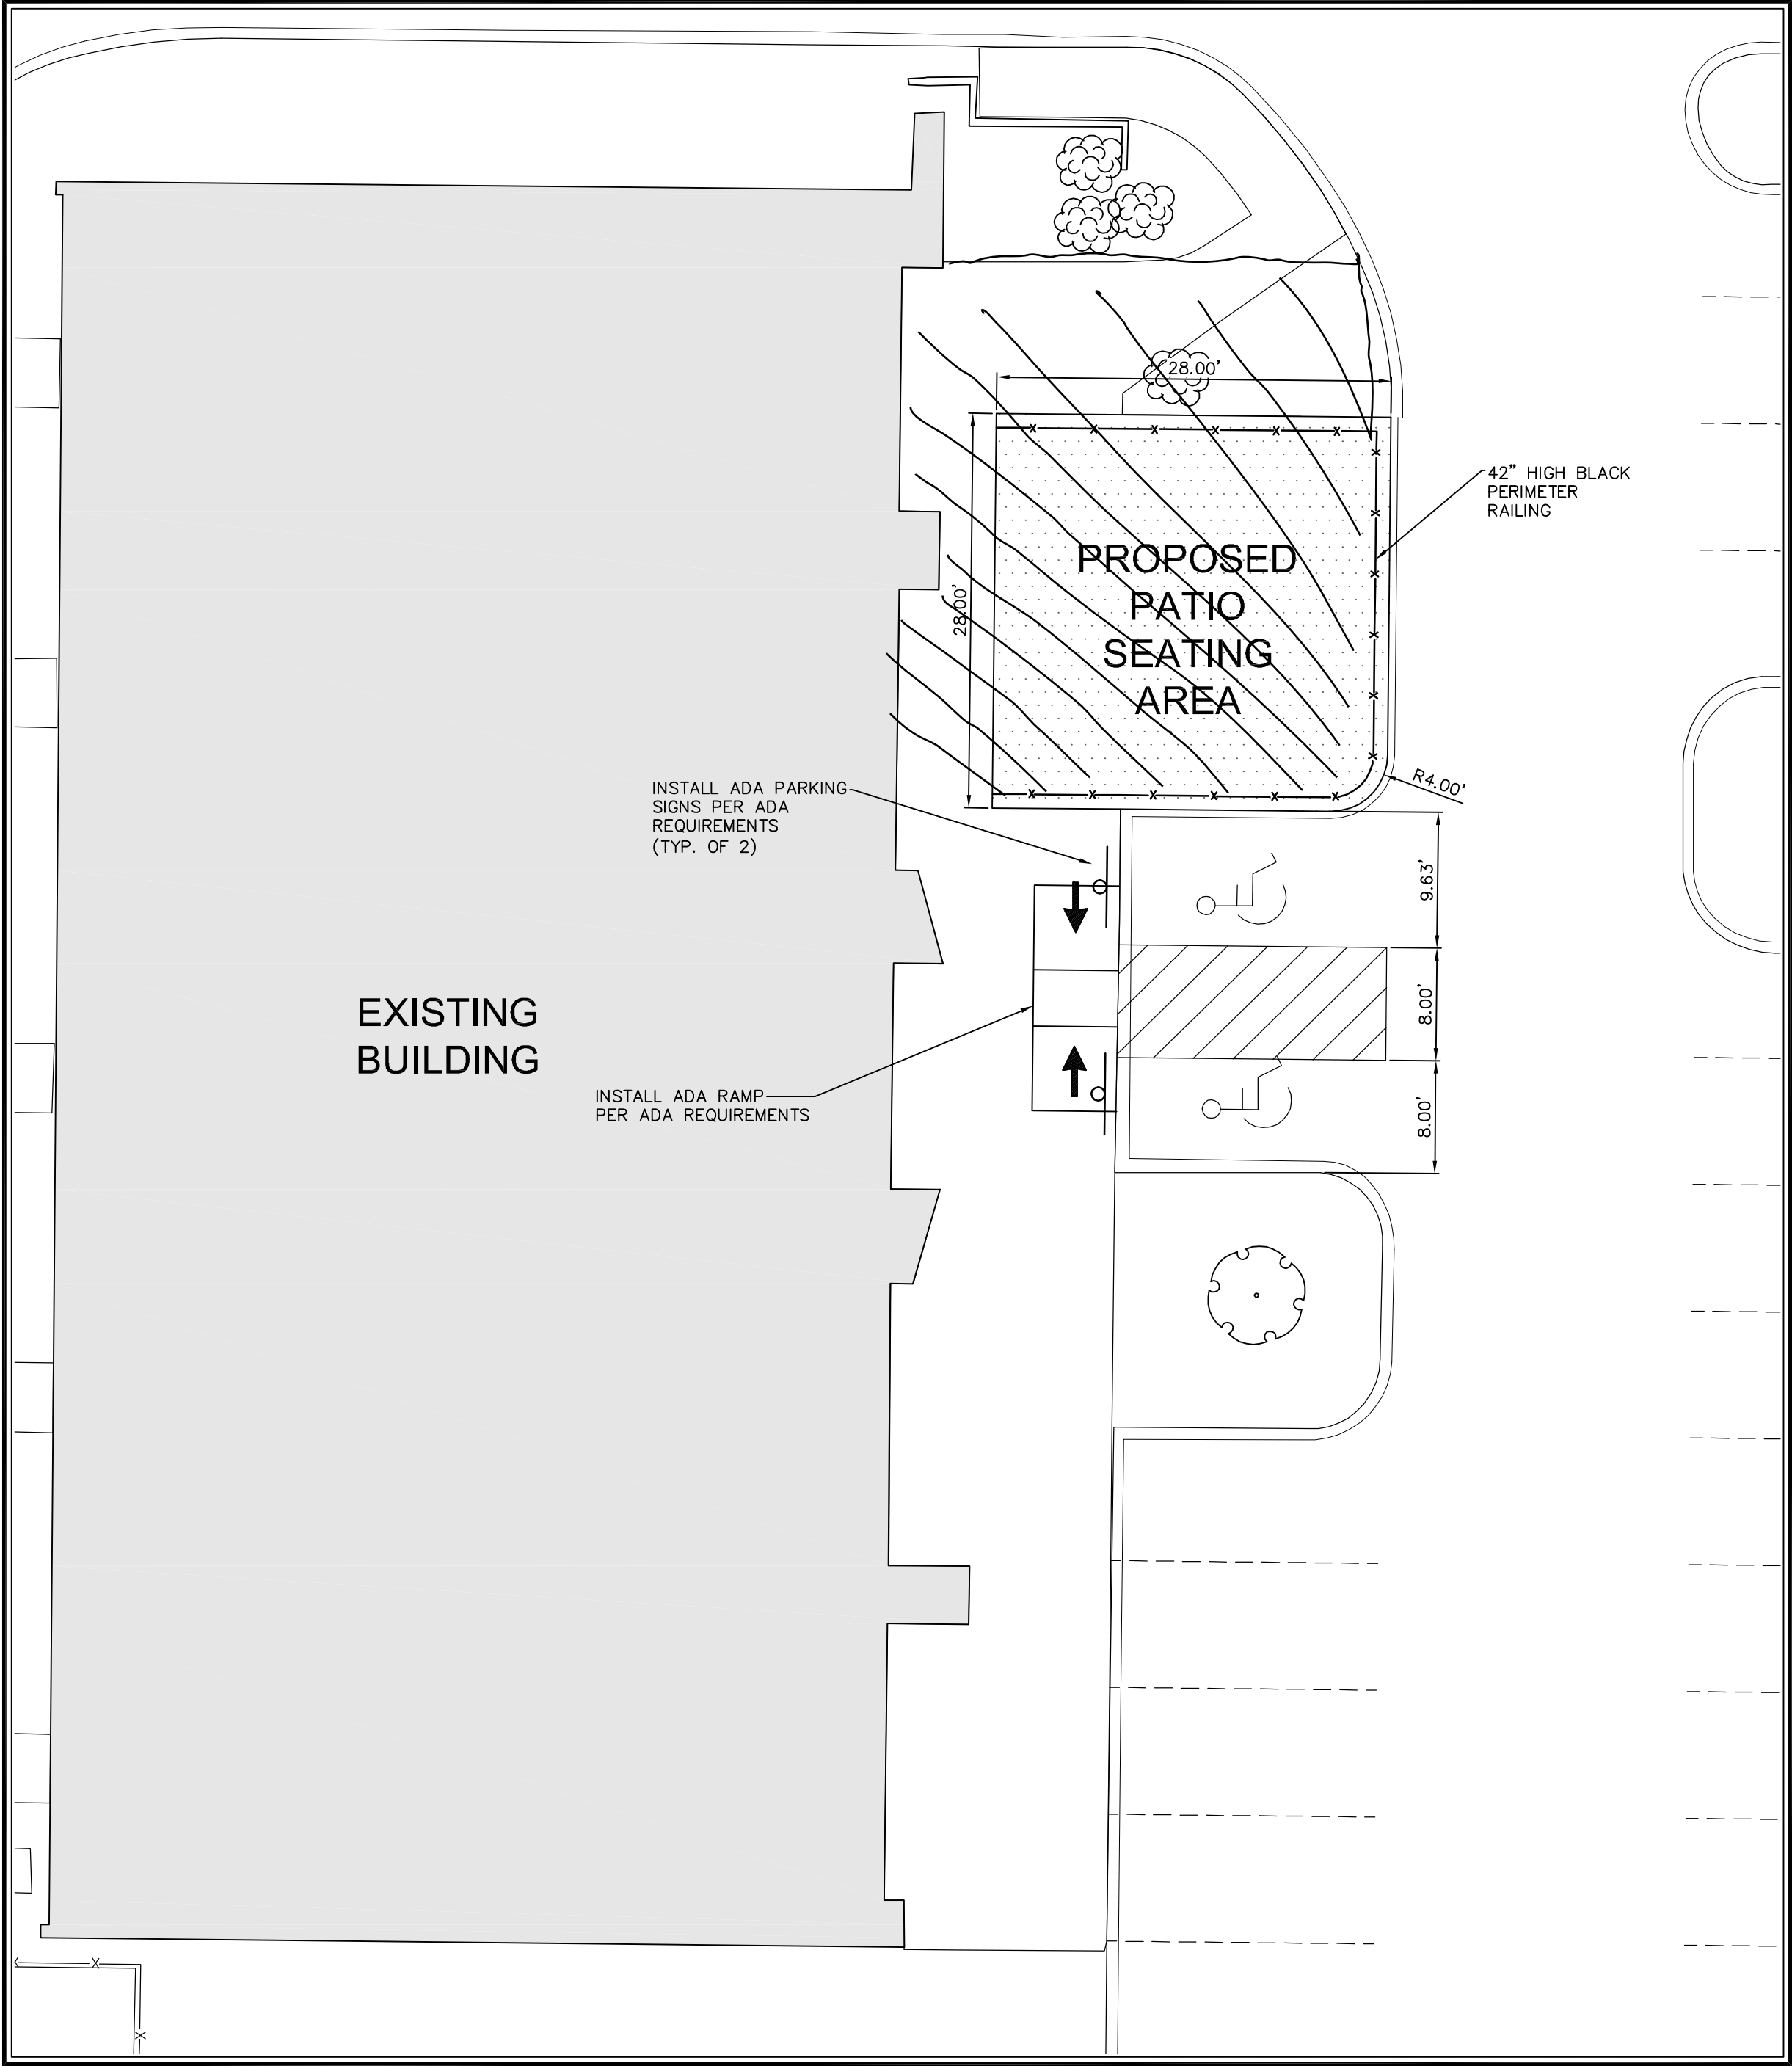 28.00'
42” HIGH BLACK
PERIMETER
RAILING
PROPOSED
PATIO
SEATING
AREA
28.00'
R4.00'
INSTALL ADA PARKING
SIGNS PER ADA
REQUIREMENTS
(TYP. OF 2)
9.63'
EXISTING
BUILDING
8.00'
INSTALL ADA RAMP
PER ADA REQUIREMENTS
8.00'